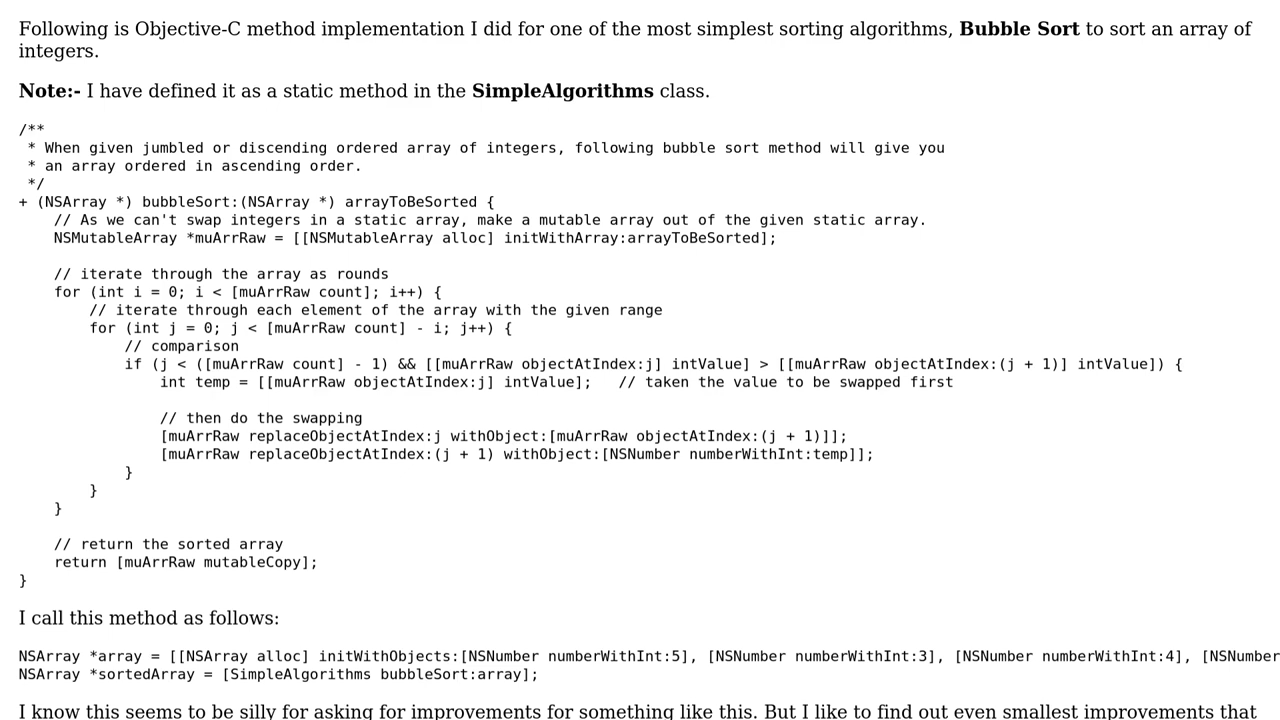 Following is Objective-C method implementation I did for one of the most simplest sorting algorithms, Bubble Sort to sort an array of
integers.
Note:- I have defined it as a static method in the SimpleAlgorithms class.
/**
 * When given jumbled or discending ordered array of integers, following bubble sort method will give you
 * an array ordered in ascending order.
 */
+ (NSArray *) bubbleSort:(NSArray *) arrayToBeSorted {
    // As we can't swap integers in a static array, make a mutable array out of the given static array.
    NSMutableArray *muArrRaw = [[NSMutableArray alloc] initWithArray:arrayToBeSorted];
    // iterate through the array as rounds
    for (int i = 0; i < [muArrRaw count]; i++) {
        // iterate through each element of the array with the given range
        for (int j = 0; j < [muArrRaw count] - i; j++) {
            // comparison
            if (j < ([muArrRaw count] - 1) && [[muArrRaw objectAtIndex:j] intValue] > [[muArrRaw objectAtIndex:(j + 1)] intValue]) {
                int temp = [[muArrRaw objectAtIndex:j] intValue];   // taken the value to be swapped first
                // then do the swapping
                [muArrRaw replaceObjectAtIndex:j withObject:[muArrRaw objectAtIndex:(j + 1)]];
                [muArrRaw replaceObjectAtIndex:(j + 1) withObject:[NSNumber numberWithInt:temp]];
            }
        }
    }
    // return the sorted array
    return [muArrRaw mutableCopy];
}
I call this method as follows:
NSArray *array = [[NSArray alloc] initWithObjects:[NSNumber numberWithInt:5], [NSNumber numberWithInt:3], [NSNumber numberWithInt:4], [NSNumber
NSArray *sortedArray = [SimpleAlgorithms bubbleSort:array];
I know this seems to be silly for asking for improvements for something like this. But I like to find out even smallest improvements that